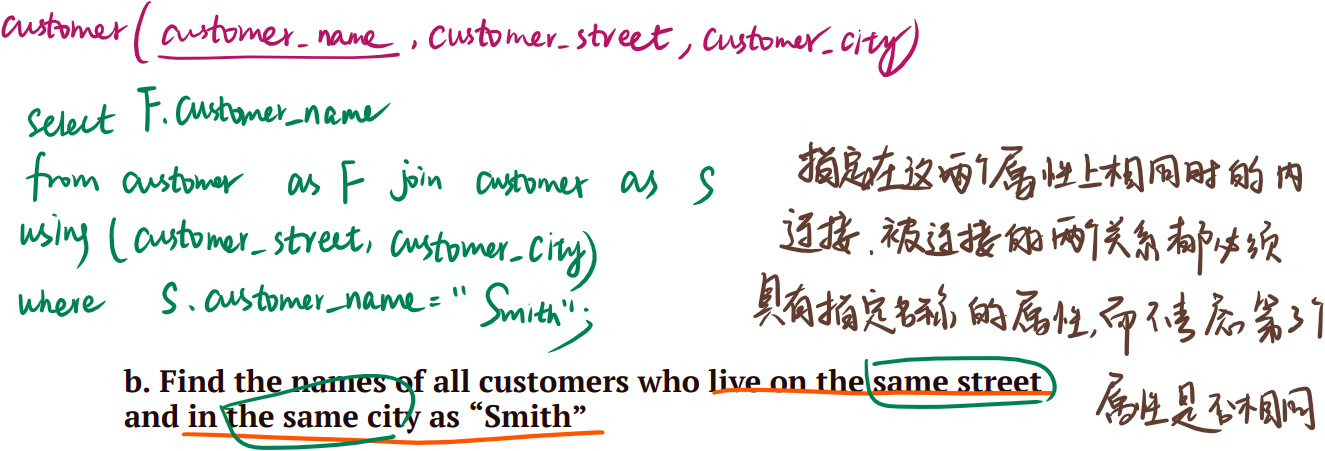 customer(customer_name, customer_street, customer_city)
select F.customer_name
from customer as F join customer as S
using (customer_street, customer_city)
where S.customer_name="Smith";
指定在这两个属性上相同时的内
连接.被连接的两个关系都必须
具有指定名称的属性,而不考虑第3个
属性是否相同
b. Find the names of all customers who live on the same street
and in the same city as “Smith”